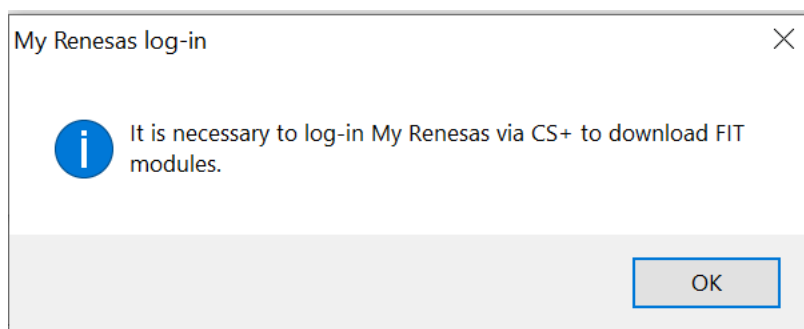 My Renesas log-in
It is necessary to log-in My Renesas via CS+ to download FIT
modules.
OK